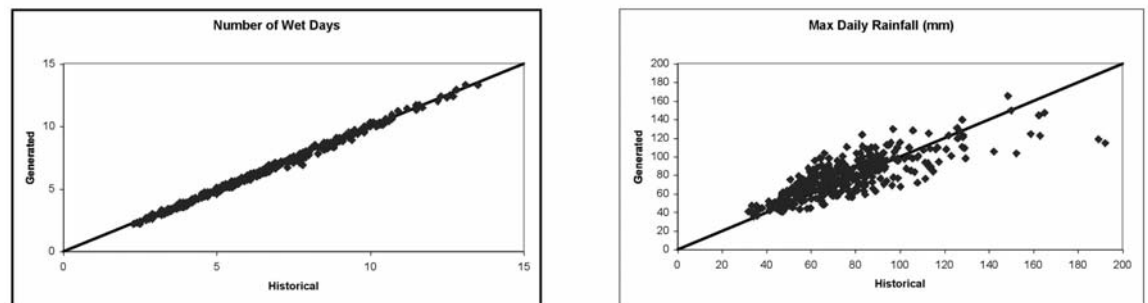 Number of Wet Days
15
10
5
0
Generated
0 5 10 15
Historical
Max Daily Rainfall (mm)
200
180
160
140
120
100
80
60
40
20
0
Generated
0 20 40 60 80 100 120 140 160 180 200
Historical